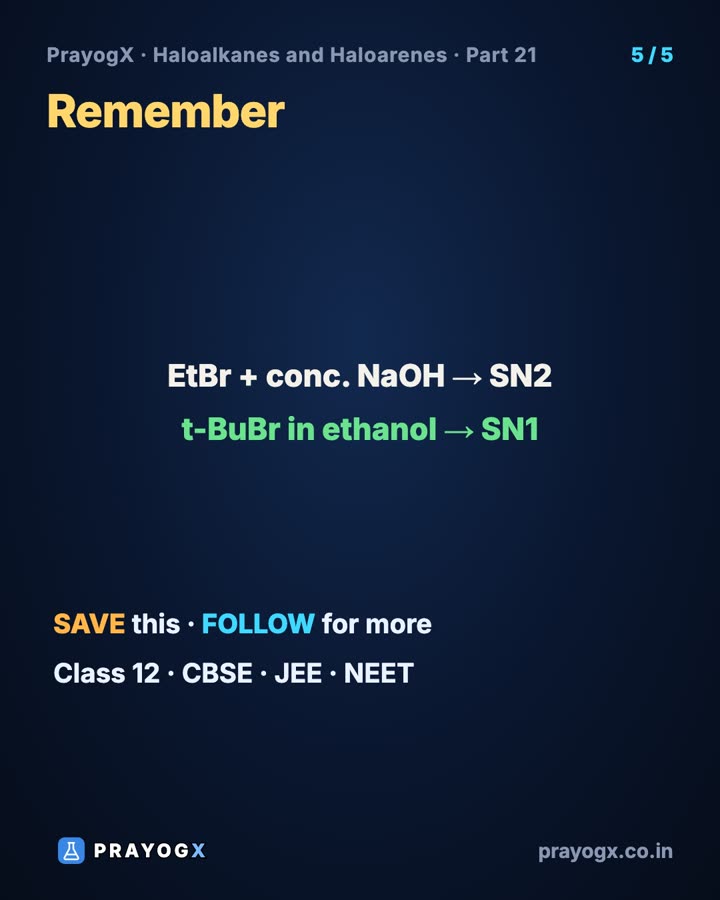 PrayogX · Haloalkanes and Haloarenes · Part 21
5 / 5
Remember
EtBr + conc. NaOH → SN2
t-BuBr in ethanol → SN1
SAVE this · FOLLOW for more
Class 12 · CBSE · JEE · NEET
PRAYOGX
prayogx.co.in